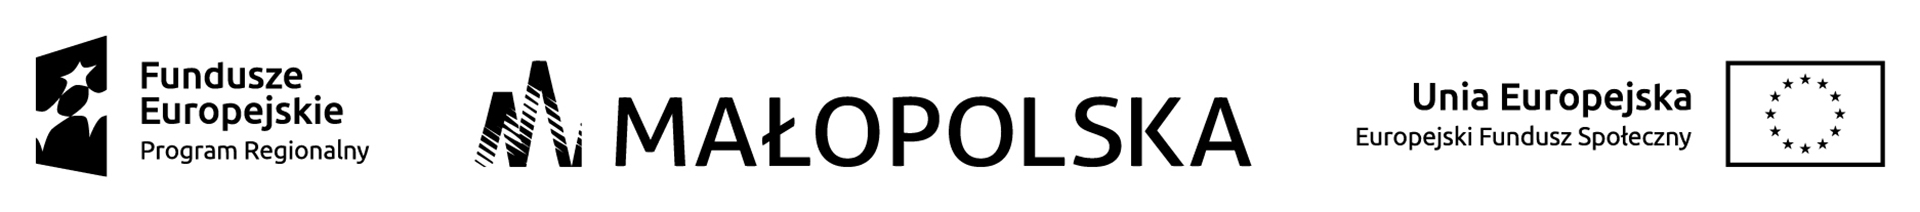 Fundusze
Europejskie
Program Regionalny
MAŁOPOLSKA
Unia Europejska
Europejski Fundusz Społeczny